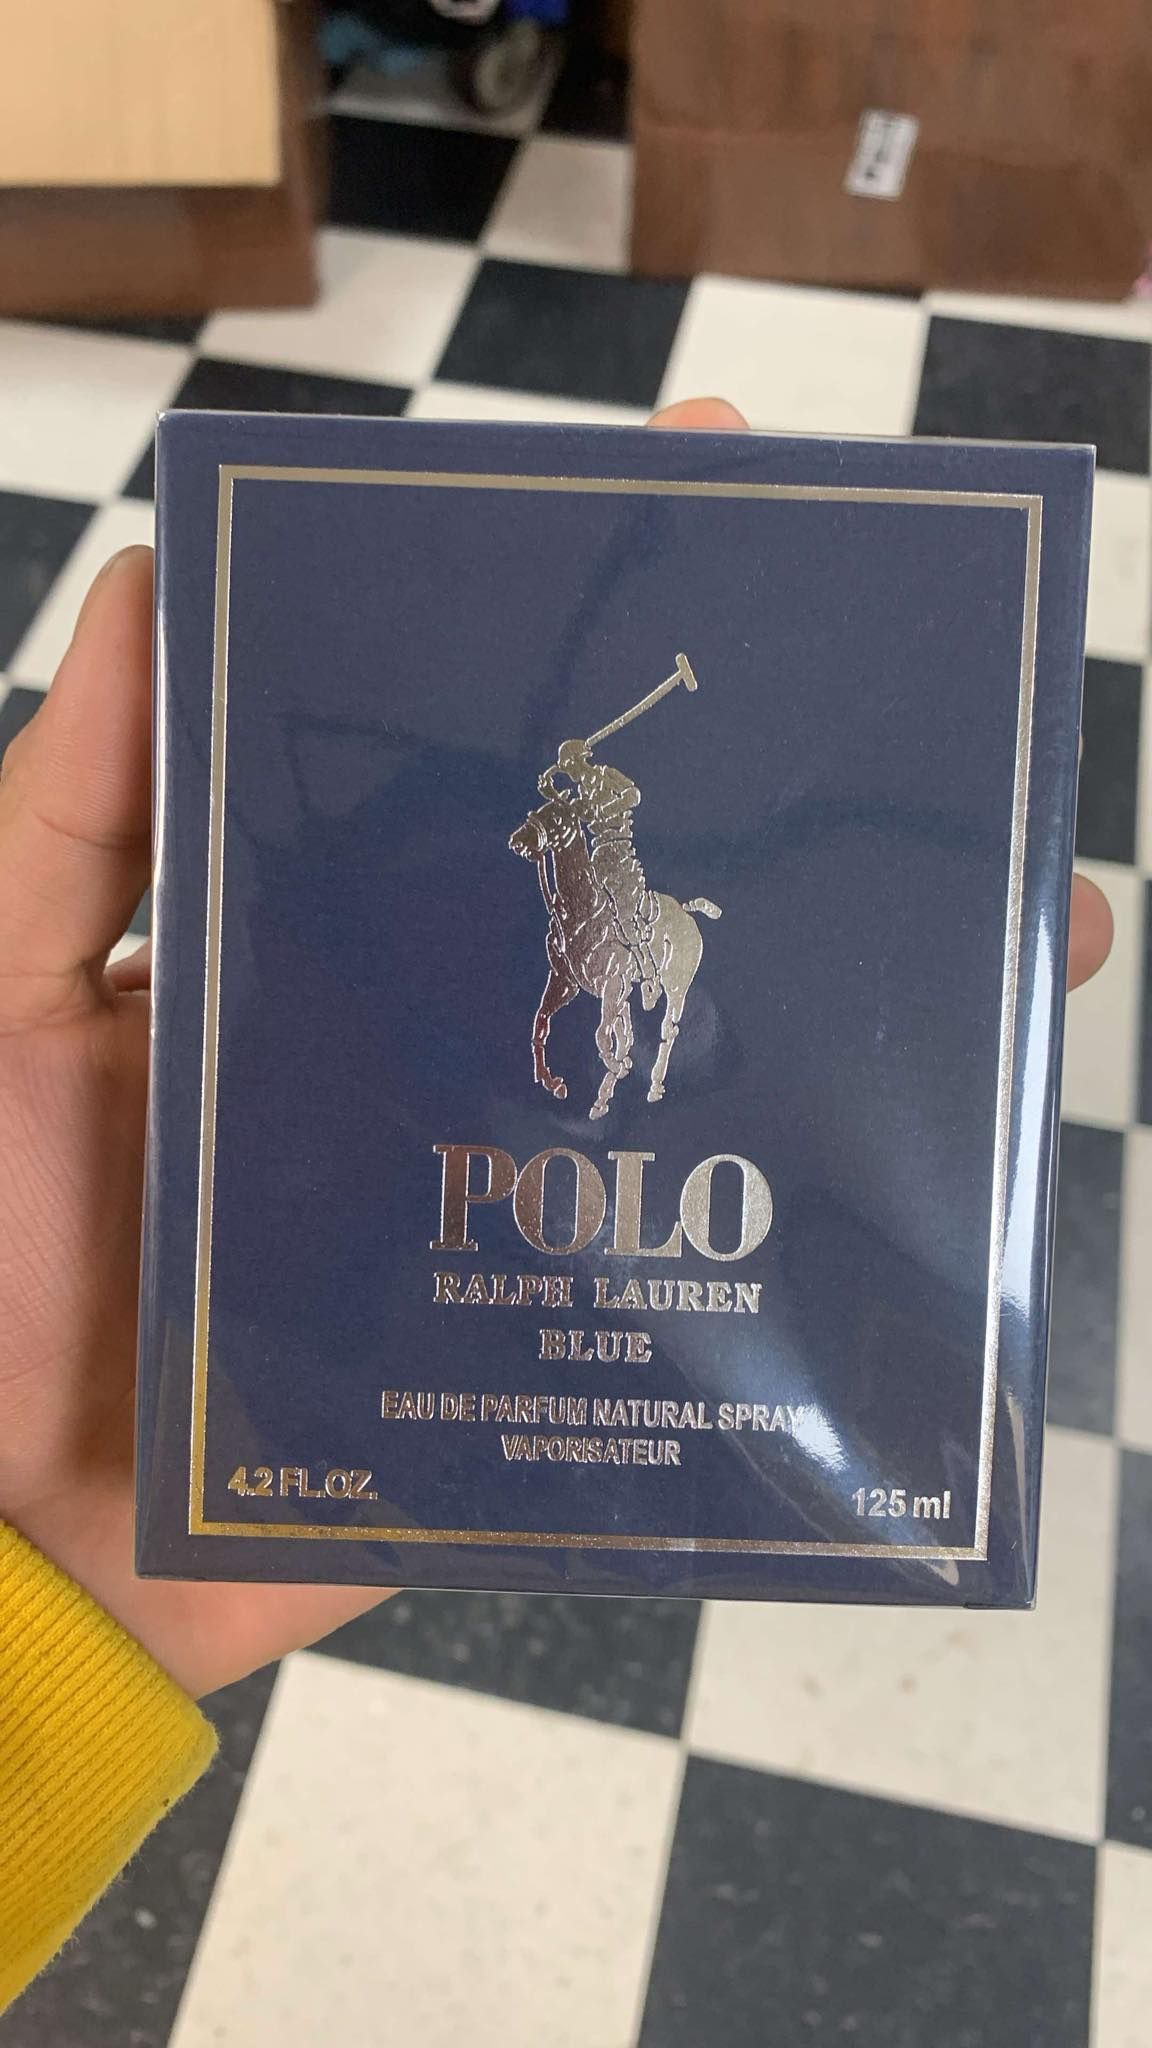 POLO
RALPH LAUREN
BLUE
EAU DE PARFUM NATURAL SPRAY
VAPORISATEUR
4.2 FL.OZ.
125 ml